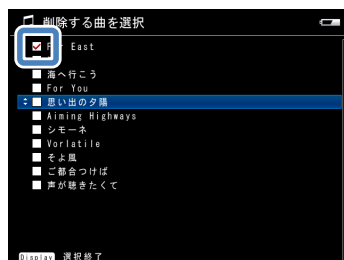 削除する曲を選択
East
海へ行こう
For You
思い出の夕陽
Aiming Highways
シモーネ
Vorlatile
そよ風
ご都合つけば
声が聴きたくて
Display 選択終了